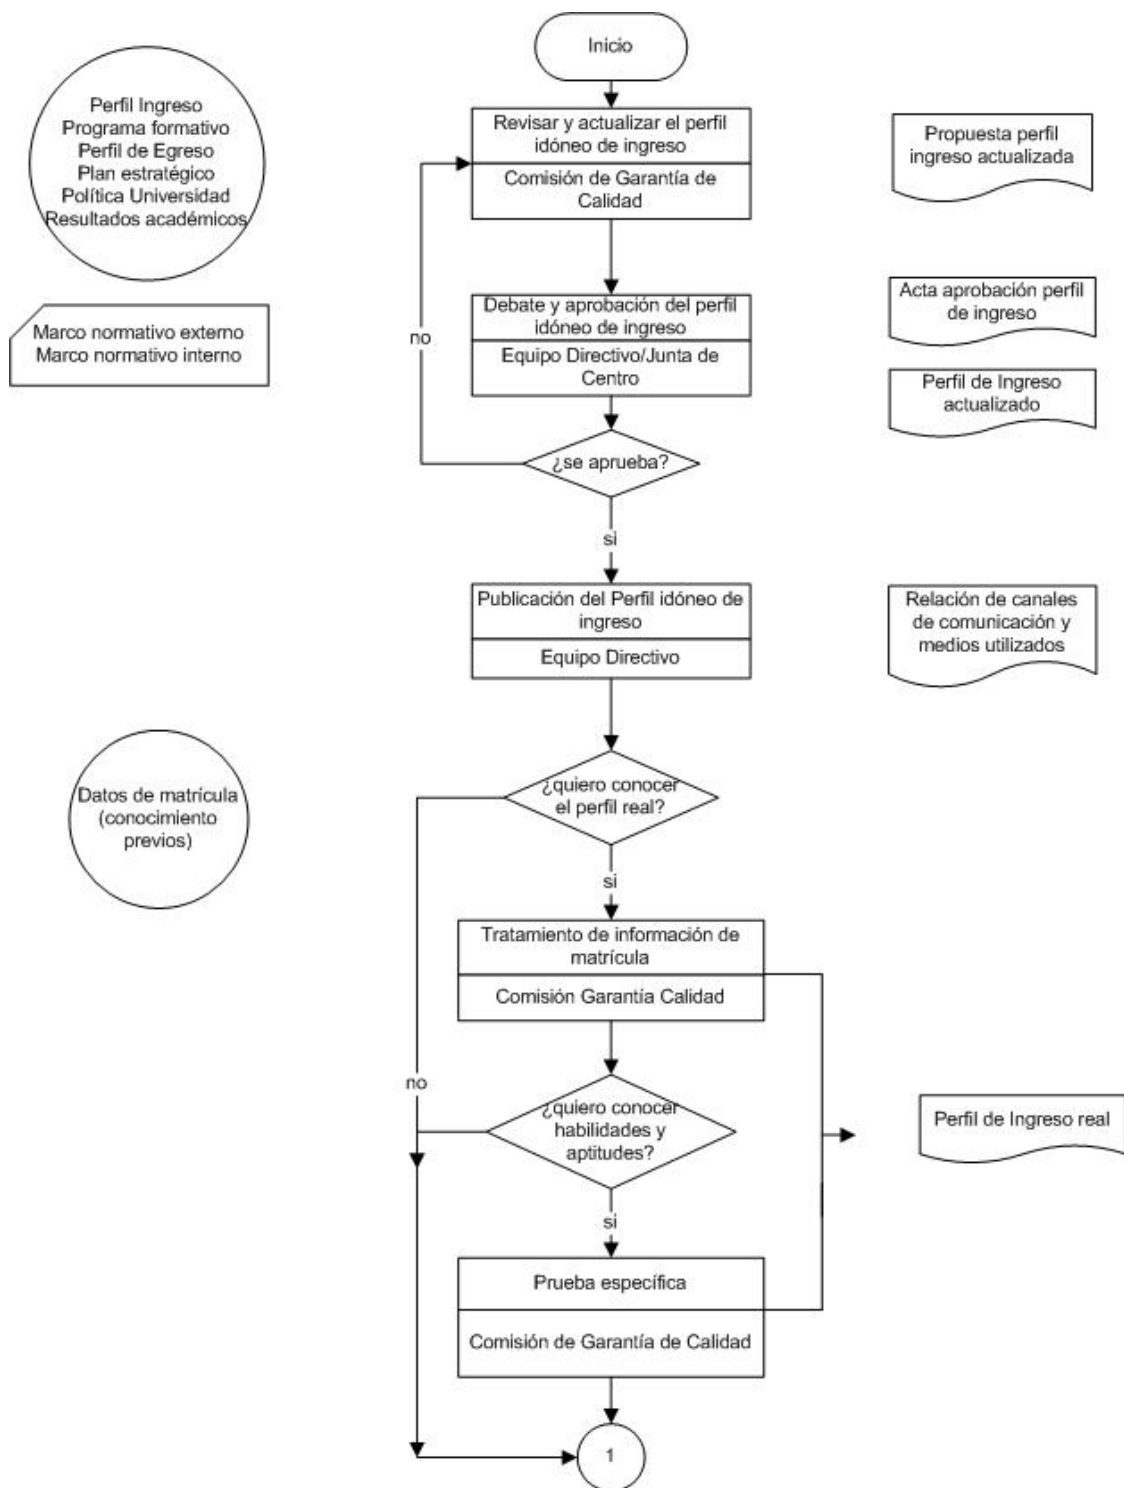 Inicio
Perfil Ingreso
Programa formativo
Perfil de Egreso
Plan estratégico
Política Universidad
Resultados académicos
Revisar y actualizar el perfil
idóneo de ingreso
Comisión de Garantía de
Calidad
Propuesta perfil
ingreso actualizada
Marco normativo externo
Marco normativo interno
no
Debate y aprobación del perfil
idóneo de ingreso
Equipo Directivo/Junta de
Centro
Acta aprobación perfil
de ingreso
Perfil de Ingreso
actualizado
¿se aprueba?
si
Publicación del Perfil idóneo de
ingreso
Equipo Directivo
Relación de canales
de comunicación y
medios utilizados
Datos de matrícula
(conocimiento
previos)
¿quiero conocer
el perfil real?
si
Tratamiento de información de
matrícula
Comisión Garantía Calidad
no
¿quiero conocer
habilidades y
aptitudes?
Perfil de Ingreso real
si
Prueba específica
Comisión de Garantía de Calidad
1